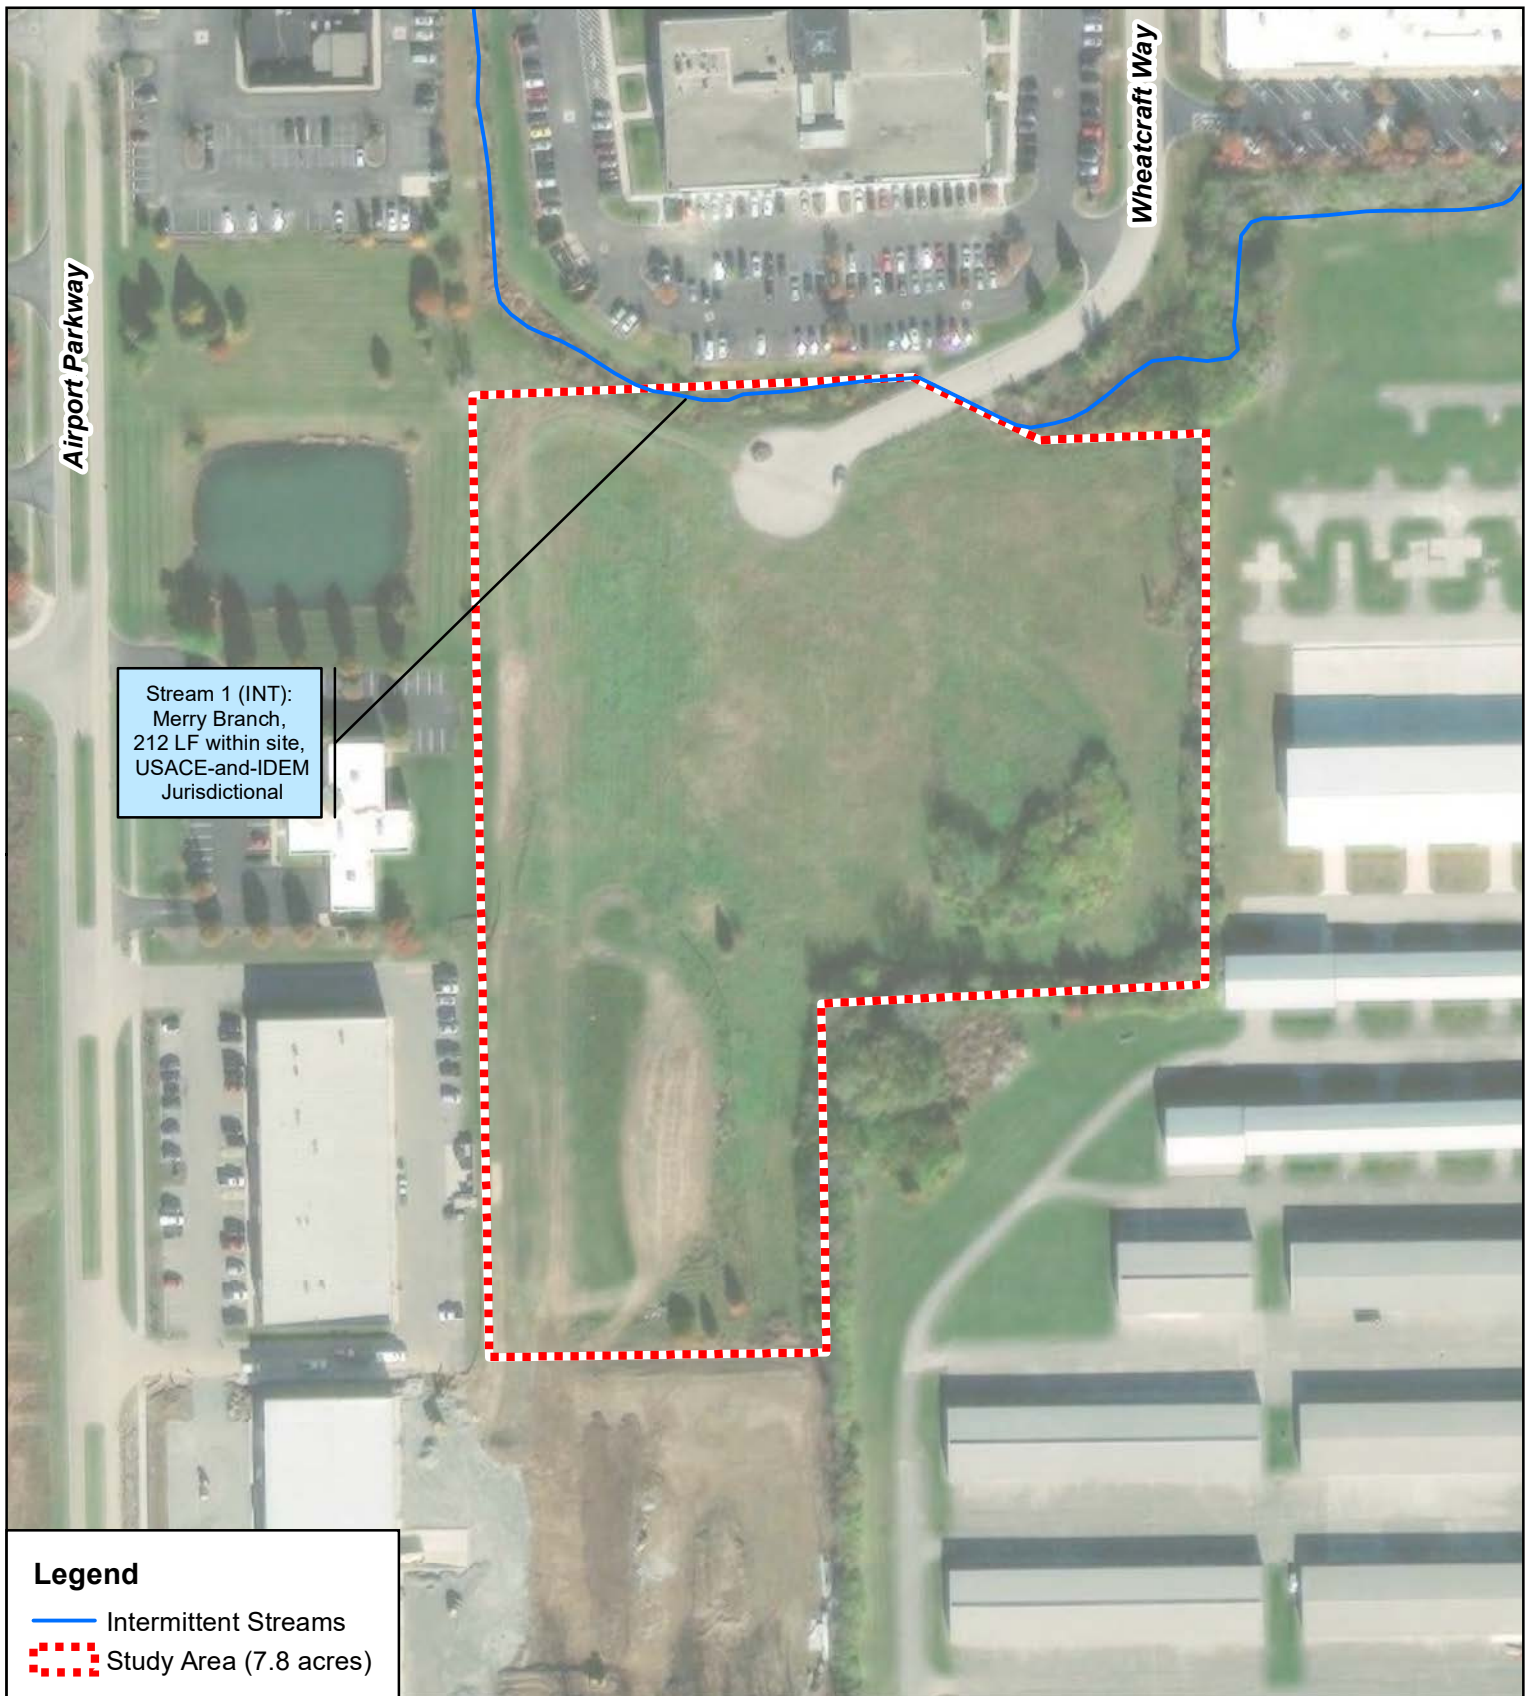 Wheatcraft Way
Airport Parkway
Stream 1 (INT):
Merry Branch,
212 LF within site,
USACE-and-IDEM
Jurisdictional
Legend
Intermittent Streams
Study Area (7.8 acres)